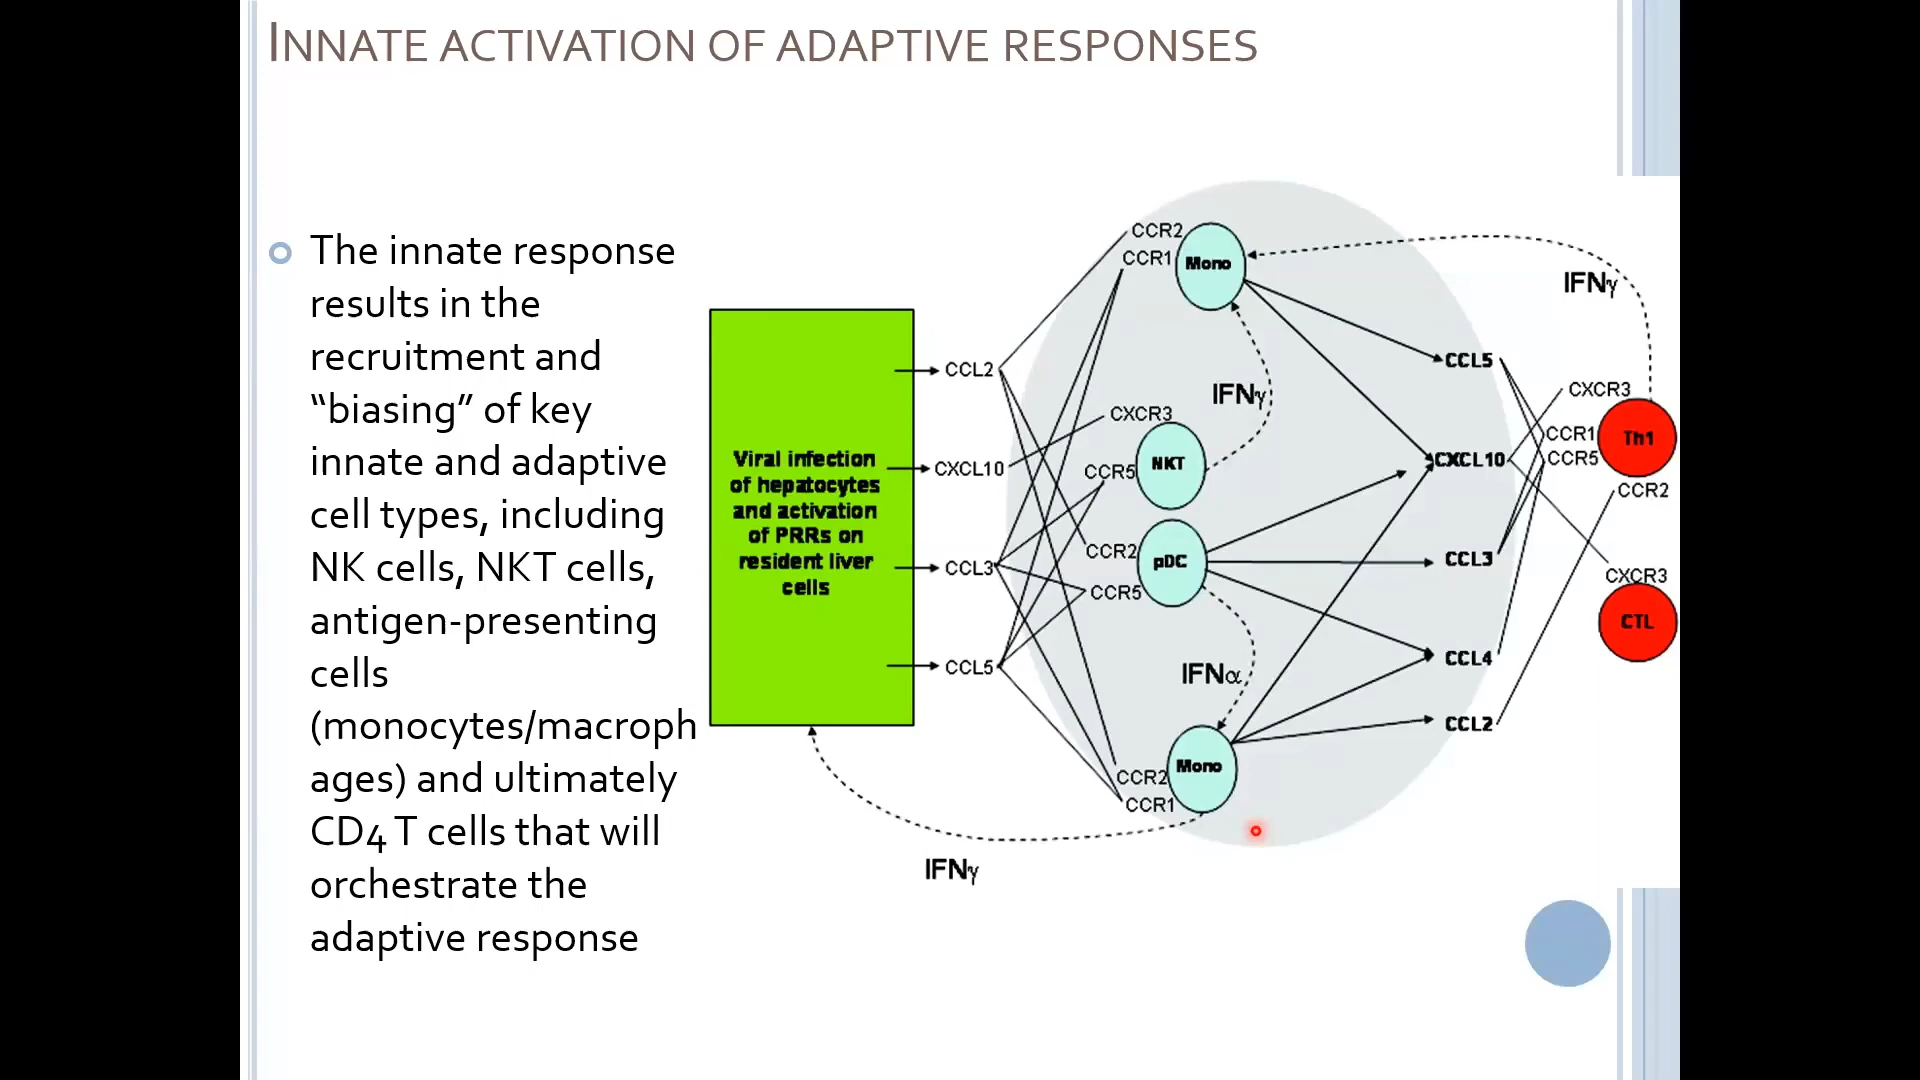 INNATE ACTIVATION OF ADAPTIVE RESPONSES
The innate response
results in the
recruitment and
“biasing” of key
innate and adaptive
cell types, including
NK cells, NKT cells,
antigen-presenting
cells
(monocytes/macroph
ages) and ultimately
CD4 T cells that will
orchestrate the
adaptive response
Viral infection
of hepatocytes
and activation
of PRRs on
resident liver
cells
CCL2
CXCL10
CCL3
CCL5
CCR2
CCR1
Mono
IFNγ
CXCR3
CCR5
NKT
CCR2
CCR5
pDC
IFNα
CCR2
CCR1
Mono
IFNγ
CCL5
CXCL10
CCL3
CCL4
CCL2
IFNγ
CXCR3
CCR1
CCR5
Th1
CCR2
CXCR3
CTL